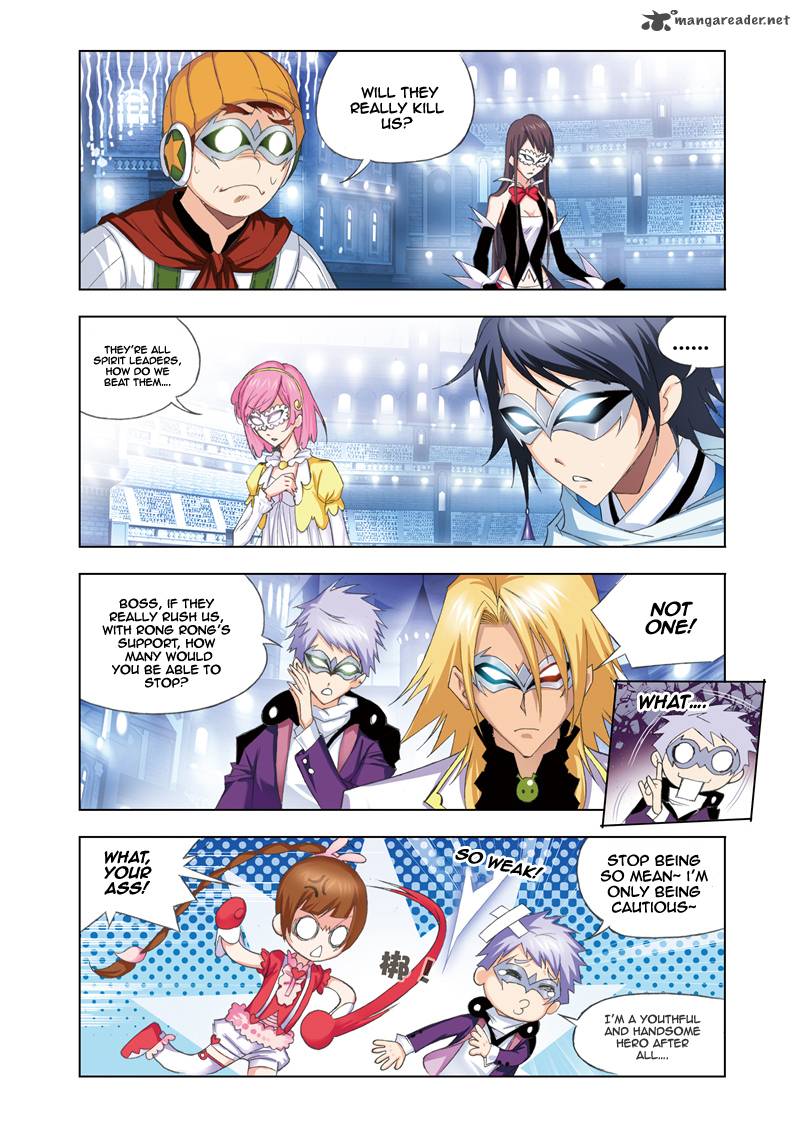 mangareader.net
WILL THEY
REALLY KILL
US?
THEY'RE ALL
SPIRIT LEADERS,
HOW DO WE
BEAT THEM....
......
BOSS, IF THEY
REALLY RUSH US,
WITH RONG RONG'S
SUPPORT, HOW
MANY WOULD
YOU BE ABLE TO
STOP?
NOT
ONE!
WHAT....
WHAT,
YOUR
ASS!
SO WEAK!
梆!
STOP BEING
SO MEAN~ I'M
ONLY BEING
CAUTIOUS~
I'M A YOUTHFUL
AND HANDSOME
HERO AFTER
ALL....